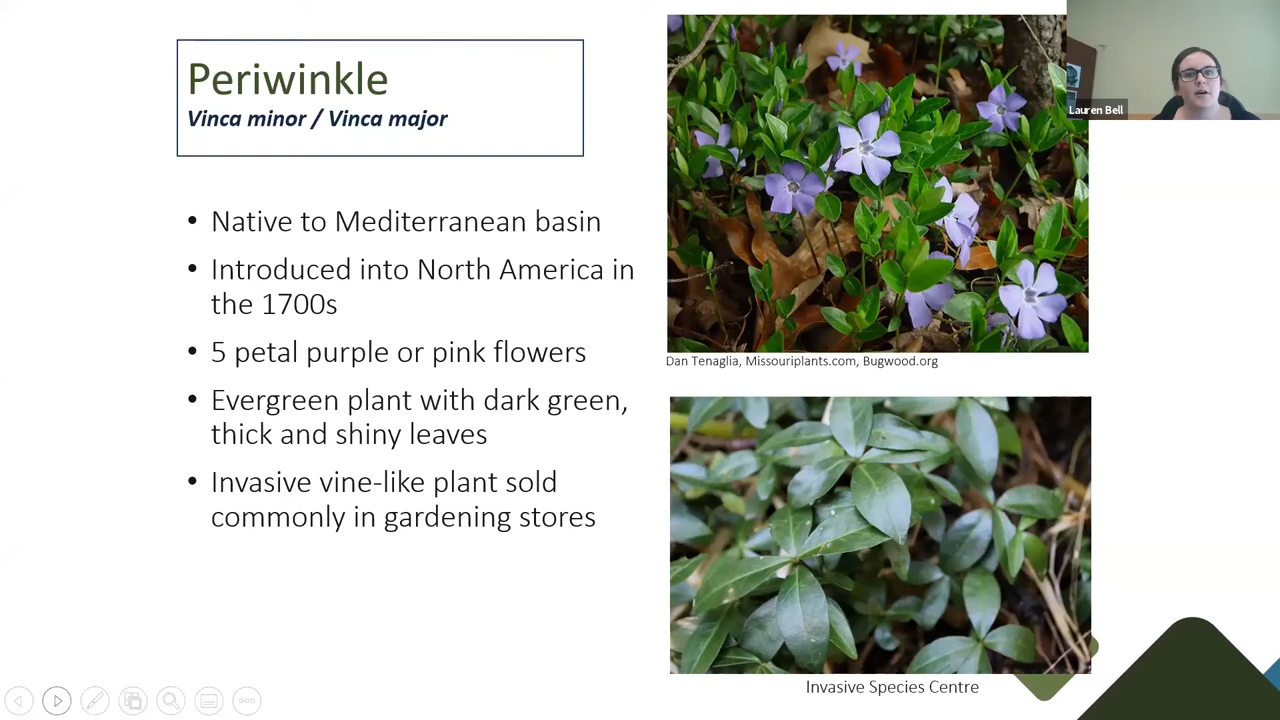 Periwinkle
Vinca minor / Vinca major
• Native to Mediterranean basin
• Introduced into North America in
the 1700s
• 5 petal purple or pink flowers
• Evergreen plant with dark green,
thick and shiny leaves
• Invasive vine-like plant sold
commonly in gardening stores
Dan Tenaglia, Missouriplants.com, Bugwood.org
Invasive Species Centre
Lauren Bell